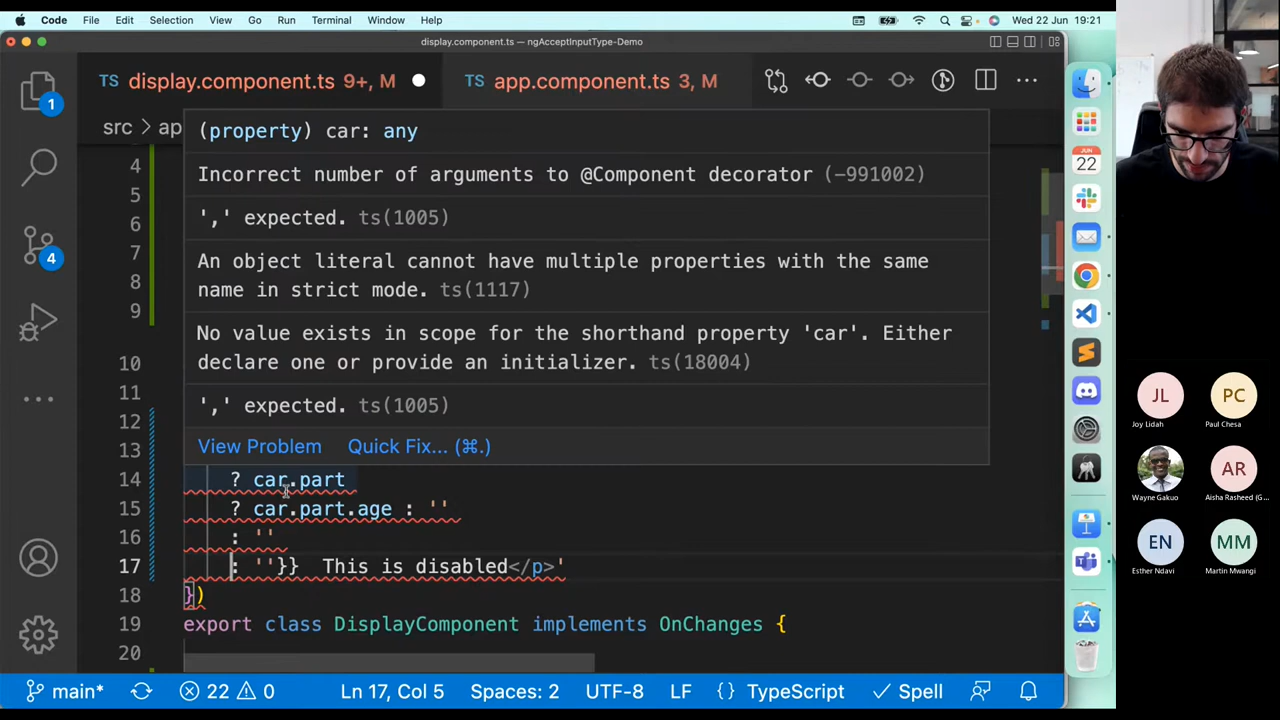 Code File Edit Selection View Go Run Terminal Window Help Wed 22 Jun 19:21
display.component.ts — ngAcceptInputType-Demo
TS display.component.ts 9+, M TS app.component.ts 3, M
1
src > ap
(property) car: any
4
Incorrect number of arguments to @Component decorator (-991002)
5
',' expected. ts(1005)
6
4
7
An object literal cannot have multiple properties with the same
8
name in strict mode. ts(1117)
9
No value exists in scope for the shorthand property 'car'. Either
10
declare one or provide an initializer. ts(18004)
11
',' expected. ts(1005)
12
13
View Problem Quick Fix... (⌘.)
14 ? car.part
15 ? car.part.age : ''
16 : ''
17 : ''}} This is disabled</p>'
18 })
19 export class DisplayComponent implements OnChanges {
20
main* 22 0 Ln 17, Col 5 Spaces: 2 UTF-8 LF {} TypeScript Spell
JUN
22
JL PC
Joy Lidah Paul Chesa
AR
Wayne Gakuo Aisha Rasheed (G...
EN MM
Esther Ndavi Martin Mwangi